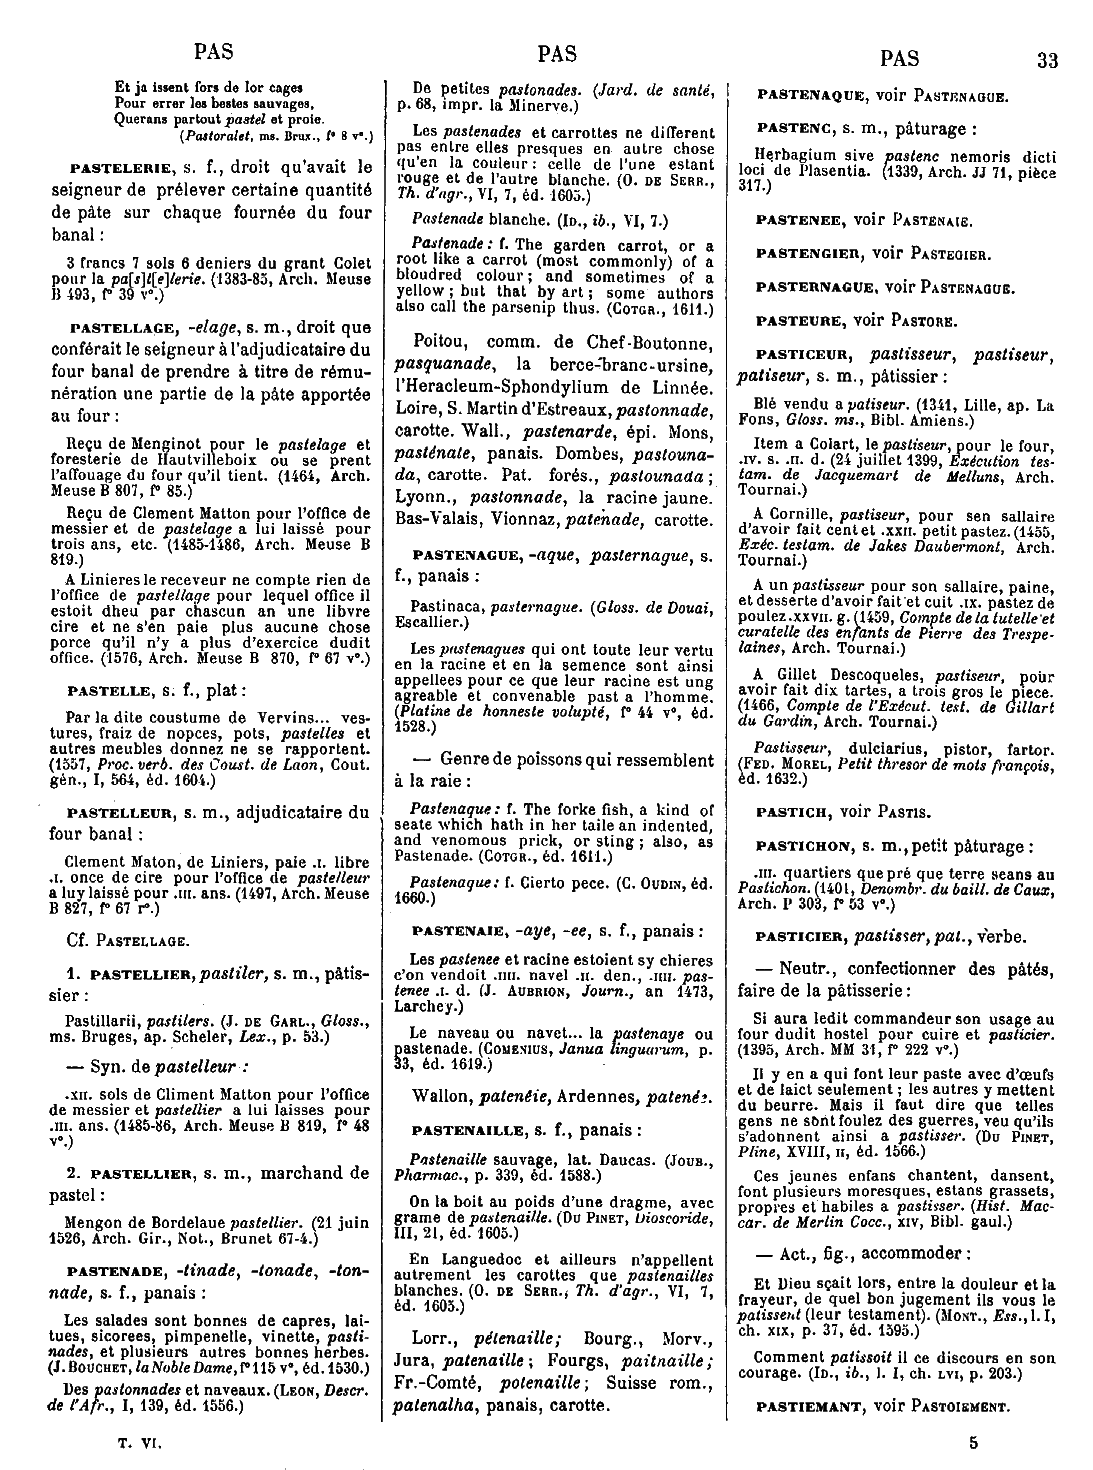 PAS
PAS
PAS
33
Et ja issent fors de lor cages
Pour errer les bestes sauvages,
Querans partout pastel et proie.
(Pastoralet, ms. Brux., f° 8 v°.)
PASTELERIE, s. f., droit qu'avait le
seigneur de prélever certaine quantité
de pâte sur chaque fournée du four
banal :
3 francs 7 sols 6 deniers du grant Colet
pour la pa[s]t[e]lerie. (1383-85, Arch. Meuse
B 493, f° 39 v°.)
PASTELLAGE, -elage, s. m., droit que
conférait le seigneur à l'adjudicataire du
four banal de prendre à titre de rému-
nération une partie de la pâte apportée
au four :
Reçu de Menginot pour le pastelage et
foresterie de Hautvilleboix ou se prent
l'affouage du four qu'il tient. (1464, Arch.
Meuse B 807, f° 85.)
Reçu de Clement Matton pour l'office de
messier et de pastelage a lui laissé pour
trois ans, etc. (1485-1486, Arch. Meuse B
819.)
A Linieres le receveur ne compte rien de
l'office de pastellage pour lequel office il
estoit dheu par chascun an une libvre
cire et ne s'en paie plus aucune chose
porce qu'il n'y a plus d'exercice dudit
office. (1576, Arch. Meuse B 870, f° 67 v°.)
PASTELLE, s. f., plat :
Par la dite coustume de Vervins... ves-
tures, fraiz de nopces, pots, pastelles et
autres meubles donnez ne se rapportent.
(1557, Proc. verb. des Coust. de Laon, Cout.
gén., I, 564, éd. 1604.)
PASTELLEUR, s. m., adjudicataire du
four banal :
Clement Maton, de Liniers, paie .I. libre
.I. once de cire pour l'office de pastelleur
a luy laissé pour .III. ans. (1497, Arch. Meuse
B 827, f° 67 r°.)
Cf. PASTELLAGE.
1. PASTELLIER, pastiler, s. m., pâtis-
sier :
Pastillarii, pastilers. (J. DE GARL., Gloss.,
ms. Bruges, ap. Scheler, Lex., p. 53.)
— Syn. de pastelleur :
.XII. sols de Climent Matton pour l'office
de messier et pastellier a lui laisses pour
.III. ans. (1485-86, Arch. Meuse B 819, f° 48
v°.)
2. PASTELLIER, s. m., marchand de
pastel :
Mengon de Bordelaue pastellier. (21 juin
1526, Arch. Gir., Not., Brunet 67-4.)
PASTENADE, -tinade, -tonade, -ton-
nade, s. f., panais :
Les salades sont bonnes de capres, lai-
tues, sicorees, pimpenelle, vinette, pasti-
nades, et plusieurs autres bonnes herbes.
(J. BOUCHET, la Noble Dame, f° 115 v°, éd. 1530.)
Des pastonnades et naveaux. (LEON, Descr.
de l'Afr., I, 139, éd. 1556.)
T. VI.
De petites pastonades. (Jard. de santé,
p. 68, impr. la Minerve.)
Les pastenades et carrottes ne different
pas entre elles presques en autre chose
qu'en la couleur : celle de l'une estant
rouge et de l'autre blanche. (O. DE SERR.,
Th. d'agr., VI, 7, éd. 1605.)
Pastenade blanche. (ID., ib., VI, 7.)
Pastenade : f. The garden carrot, or a
root like a carrot (most commonly) of a
bloudred colour ; and sometimes of a
yellow ; but that by art ; some authors
also call the parsenip thus. (COTGR., 1611.)
Poitou, comm. de Chef-Boutonne,
pasquanade, la berce-branc-ursine,
l'Heracleum-Sphondylium de Linnée.
Loire, S. Martin d'Estreaux, pastonnade,
carotte. Wall., pastenarde, épi. Mons,
pasténale, panais. Dombes, pastouna-
da, carotte. Pat. forés., pastounada ;
Lyonn., pastonnade, la racine jaune.
Bas-Valais, Vionnaz, patenade, carotte.
PASTENAGUE, -aque, pasternague, s.
f., panais :
Pastinaca, pasternague. (Gloss. de Douai,
Escallier.)
Les pastenagues qui ont toute leur vertu
en la racine et en la semence sont ainsi
appellees pour ce que leur racine est ung
agreable et convenable past a l'homme.
(Platine de honneste volupté, f° 44 v°, éd.
1528.)
— Genre de poissons qui ressemblent
à la raie :
Pastenaque : f. The forke fish, a kind of
seate which hath in her taile an indented,
and venomous prick, or sting ; also, as
Pastenade. (COTGR., éd. 1611.)
Pastenaque : f. Cierto pece. (C. OUDIN, éd.
1660.)
PASTENAIE, -aye, -ee, s. f., panais :
Les pastenee et racine estoient sy chieres
c'on vendoit .IIII. navel .II. den., .IIII. pas-
tenee .I. d. (J. AUBRION, Journ., an 1473,
Larchey.)
Le naveau ou navet... la pastenaye ou
pastenade. (COMENIUS, Janua linguarum, p.
33, éd. 1619.)
Wallon, patenêie, Ardennes, patenée.
PASTENAILLE, s. f., panais :
Pastenaille sauvage, lat. Daucas. (JOUB.,
Pharmac., p. 339, éd. 1588.)
On la boit au poids d'une dragme, avec
grame de pastenaille. (DU PINET, Dioscoride,
III, 21, éd. 1605.)
En Languedoc et ailleurs n'appellent
autrement les carottes que pastenailles
blanches. (O. DE SERR., Th. d'agr., VI, 7,
éd. 1605.)
Lorr., pétenaille ; Bourg., Morv.,
Jura, patenaille ; Fourgs, paitnaille ;
Fr.-Comté, potenaille ; Suisse rom.,
patenalha, panais, carotte.
PASTENAQUE, voir PASTENAGUE.
PASTENC, s. m., pâturage :
Herbagium sive pastenc nemoris dicti
loci de Plasentia. (1339, Arch. JJ 71, pièce
317.)
PASTENEE, voir PASTENAIE.
PASTENGIER, voir PASTEGIER.
PASTERNAGUE, voir PASTENAGUE.
PASTEURE, voir PASTORE.
PASTICEUR, pastisseur, pastiseur,
patiseur, s. m., pâtissier :
Blé vendu a patiseur. (1341, Lille, ap. La
Fons, Gloss. ms., Bibl. Amiens.)
Item a Colart, le pastiseur, pour le four,
.IV. s. .II. d. (24 juillet 1399, Exécution tes-
tam. de Jacquemart de Melluns, Arch.
Tournai.)
A Cornille, pastiseur, pour sen sallaire
d'avoir fait cent et .XXII. petit pastez. (1455,
Exéc. testam. de Jakes Daubermont, Arch.
Tournai.)
A un pastisseur pour son sallaire, paine,
et desserte d'avoir fait et cuit .IX. pastez de
poulez .XXVII. g. (1459, Compte de la tutelle et
curatelle des enfants de Pierre des Trespe-
laines, Arch. Tournai.)
A Gillet Descoqueles, pastiseur, pour
avoir fait dix tartes, a trois gros le piece.
(1466, Compte de l'Exécut. test. de Gillart
du Gardin, Arch. Tournai.)
Pastisseur, dulciarius, pistor, fartor.
(FED. MOREL, Petit thresor de mots françois,
éd. 1632.)
PASTICH, voir PASTIS.
PASTICHON, s. m., petit pâturage :
.III. quartiers que pré que terre seans au
Pastichon. (1401, Denombr. du baill. de Caux,
Arch. P 303, f° 53 v°.)
PASTICIER, pastisser, pat., verbe.
— Neutr., confectionner des pâtés,
faire de la pâtisserie :
Si aura ledit commandeur son usage au
four dudit hostel pour cuire et pasticier.
(1395, Arch. MM 31, f° 222 v°.)
Il y en a qui font leur paste avec d'œufs
et de laict seulement ; les autres y mettent
du beurre. Mais il faut dire que telles
gens ne sont foulez des guerres, veu qu'ils
s'adonnent ainsi a pastisser. (DU PINET,
Pline, XVIII, II, éd. 1566.)
Ces jeunes enfans chantent, dansent,
font plusieurs moresques, estans grassets,
propres et habiles a pastisser. (Hist. Mac-
car. de Merlin Cocc., XIV, Bibl. gaul.)
— Act., fig., accommoder :
Et Dieu sçait lors, entre la douleur et la
frayeur, de quel bon jugement ils vous le
patissent (leur testament). (MONT., Ess., l. I,
ch. XIX, p. 37, éd. 1595.)
Comment patissoit il ce discours en son
courage. (ID., ib., l. I, ch. LVI, p. 203.)
PASTIEMANT, voir PASTOIEMENT.
5